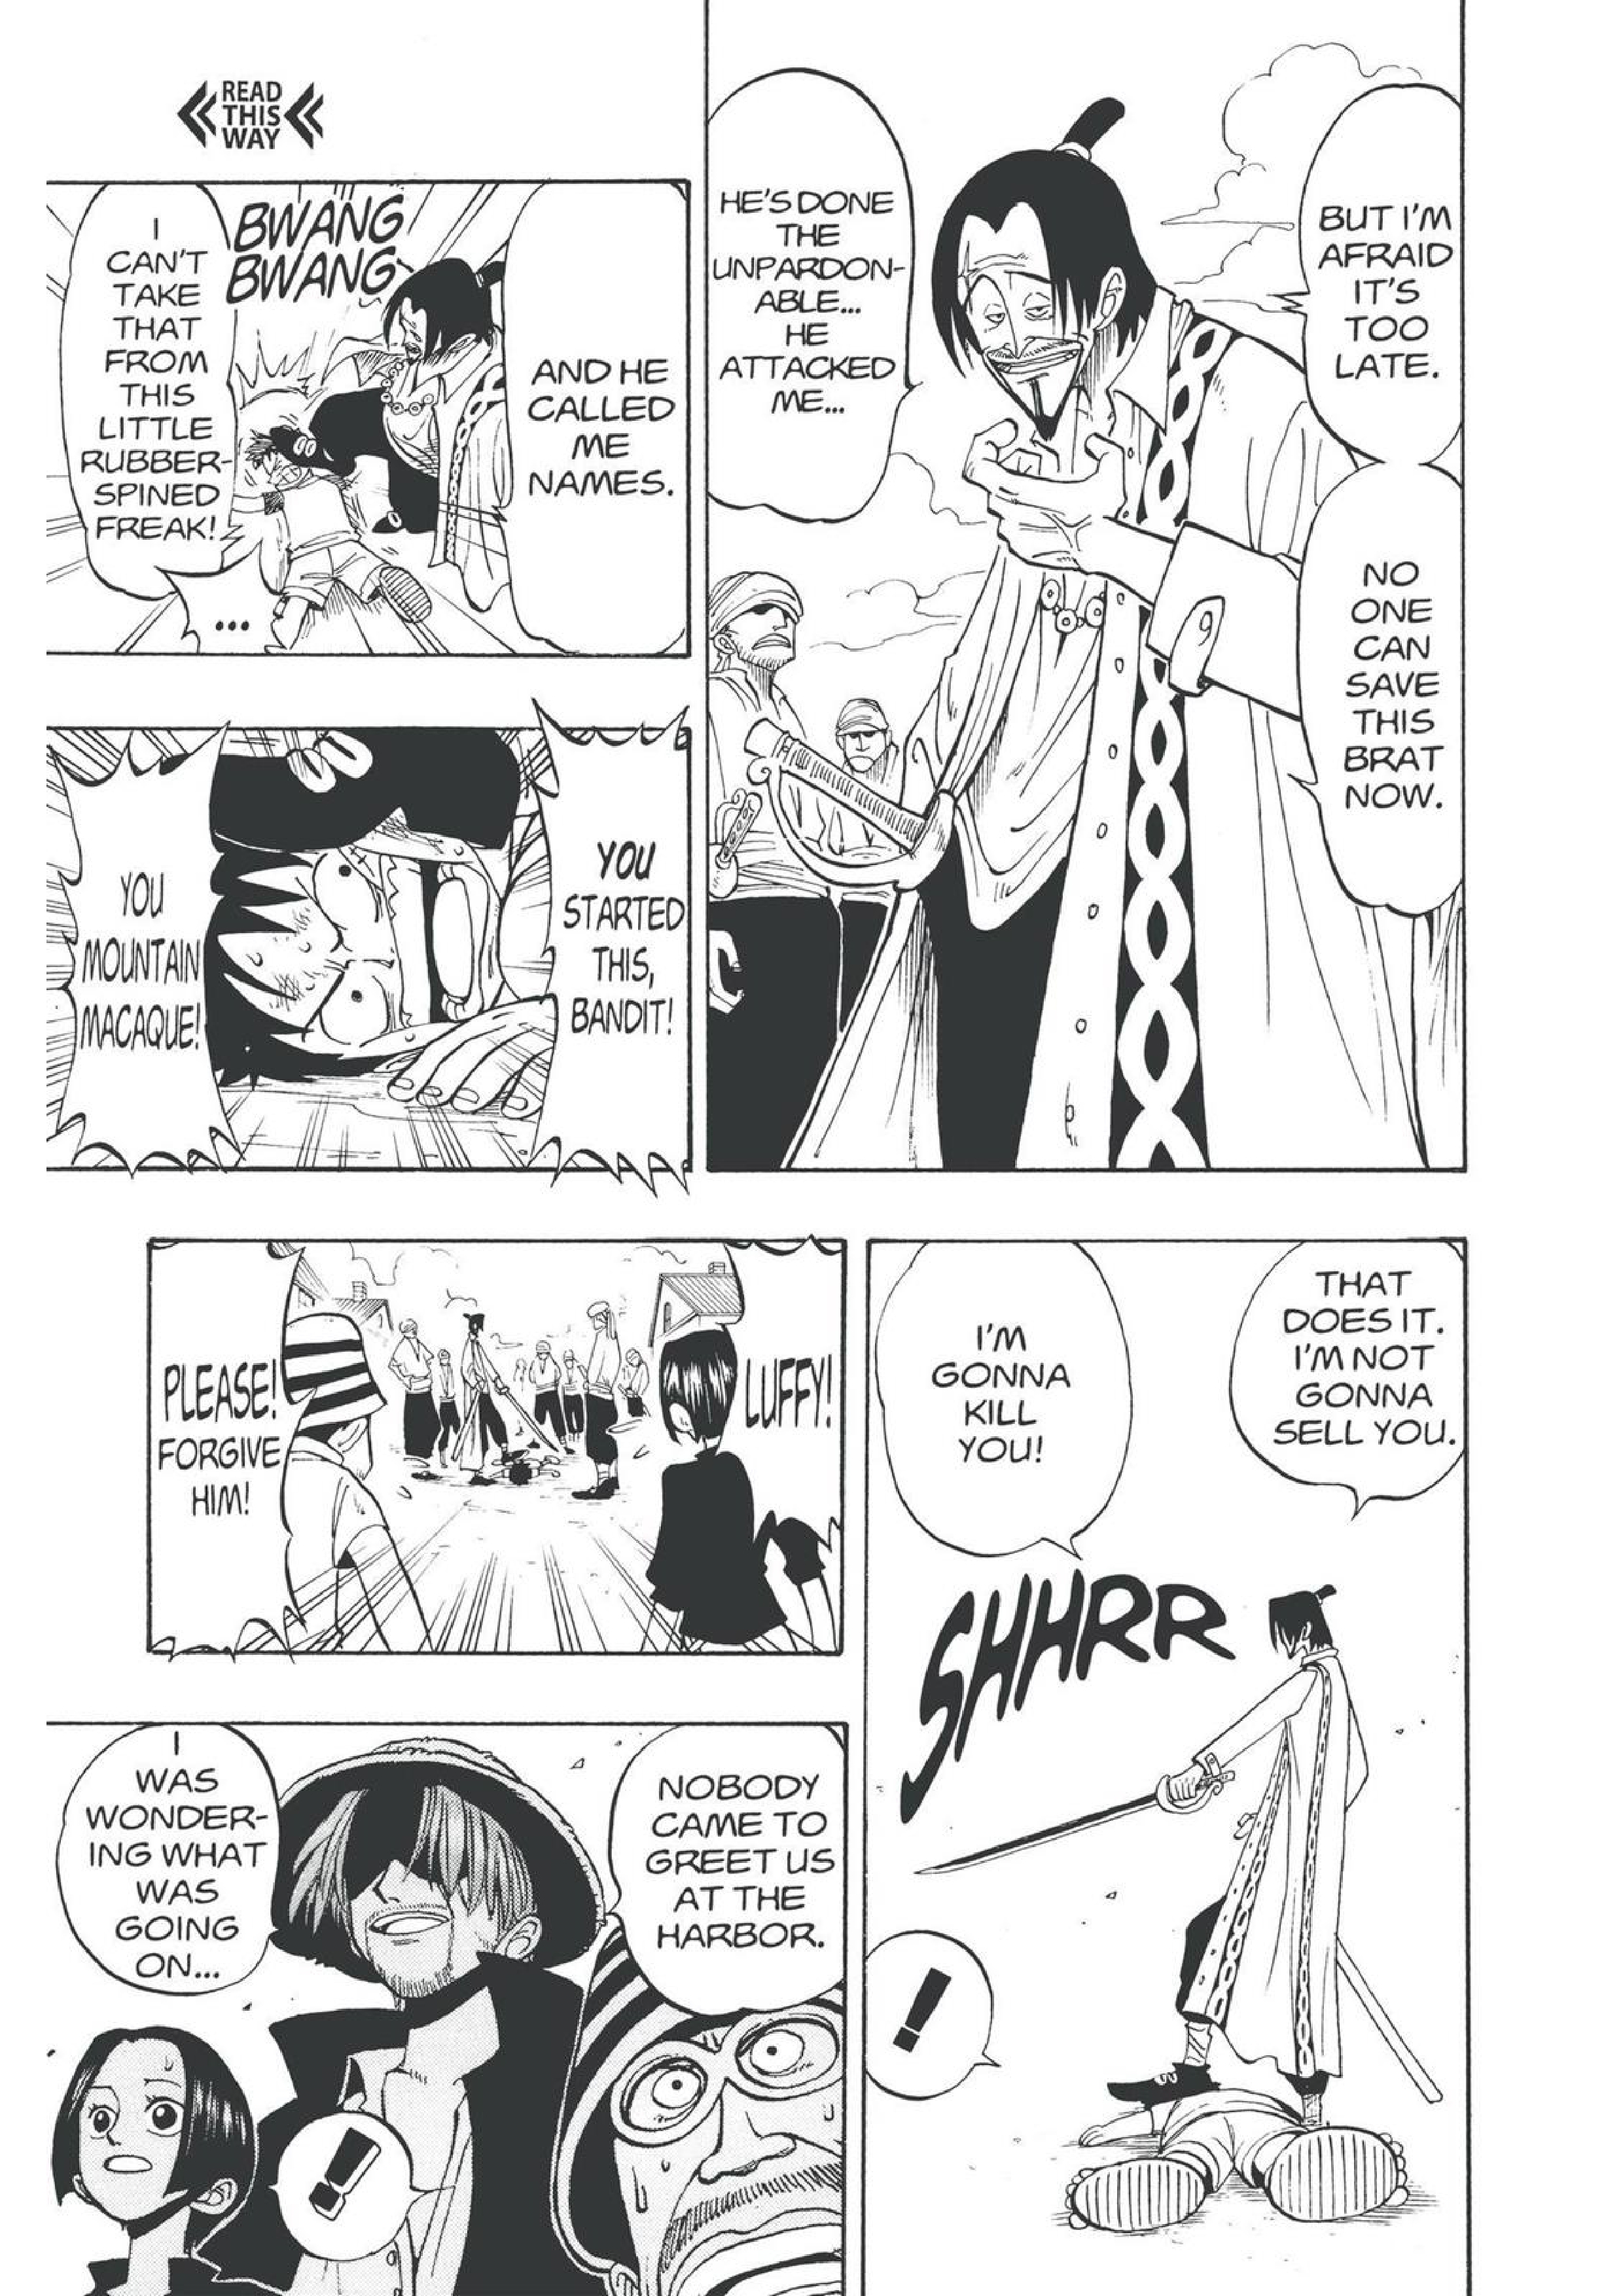 READ
THIS
WAY
BUT I'M
AFRAID
IT'S
TOO
LATE.
NO
ONE
CAN
SAVE
THIS
BRAT
NOW.
HE'S DONE
THE
UNPARDON-
ABLE...
HE
ATTACKED
ME...
AND HE
CALLED
ME
NAMES.
BWANG
BWANG
I
CAN'T
TAKE
THAT
FROM
THIS
LITTLE
RUBBER-
SPINED
FREAK!
...
YOU
STARTED
THIS,
BANDIT!
YOU
MOUNTAIN
MACAQUE!
THAT
DOES IT.
I'M NOT
GONNA
SELL YOU.
I'M
GONNA
KILL
YOU!
SHHRR
!
LUFFY!
PLEASE!
FORGIVE
HIM!
NOBODY
CAME TO
GREET US
AT THE
HARBOR.
I
WAS
WONDER-
ING WHAT
WAS
GOING
ON...
!